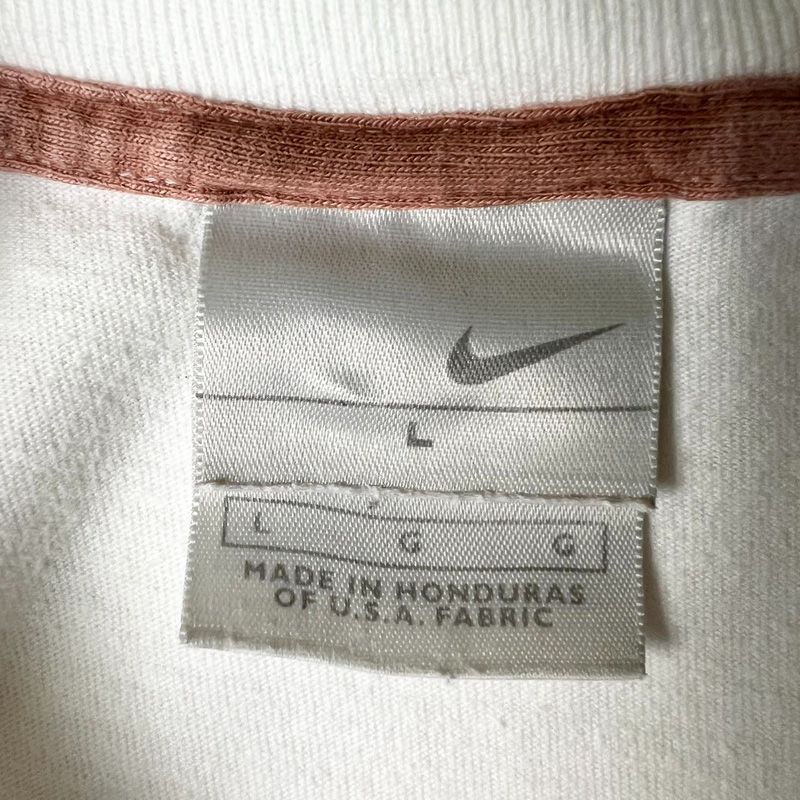 L
L G G
MADE IN HONDURAS
OF U.S.A. FABRIC